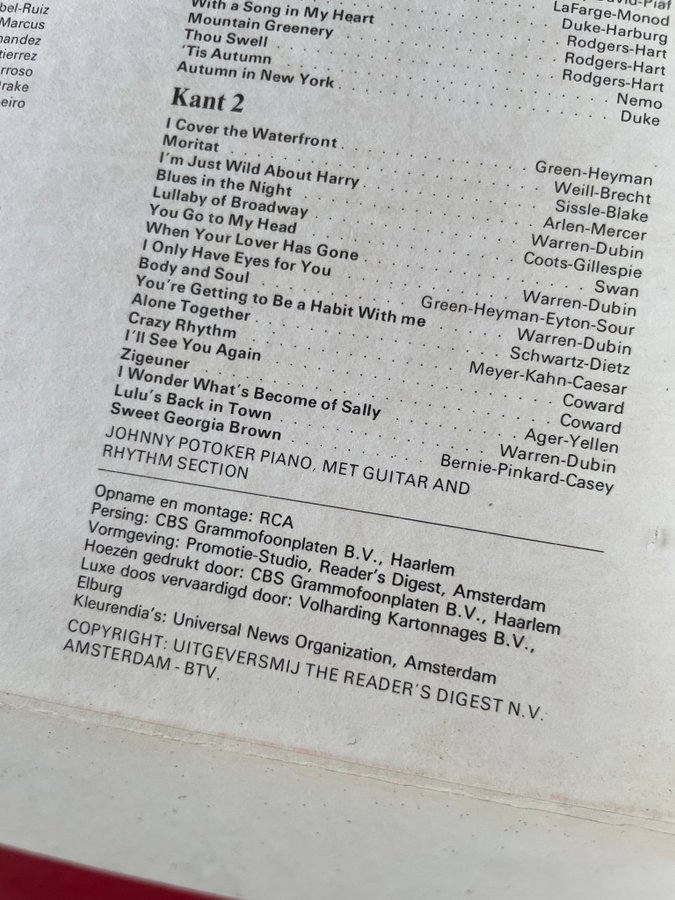 bel-Ruiz
Marcus
nandez
tierrez
rroso
rake
eiro
David-Piaf
LaFarge-Monod
Duke-Harburg
With a Song in My Heart Rodgers-Hart
Mountain Greenery Rodgers-Hart
Thou Swell Rodgers-Hart
'Tis Autumn Nemo
Autumn in New York Duke
Kant 2
I Cover the Waterfront Green-Heyman
Moritat Weill-Brecht
I'm Just Wild About Harry Sissle-Blake
Blues in the Night Arlen-Mercer
Lullaby of Broadway Warren-Dubin
You Go to My Head Coots-Gillespie
When Your Lover Has Gone Swan
I Only Have Eyes for You Warren-Dubin
Body and Soul Green-Heyman-Eyton-Sour
You're Getting to Be a Habit With me Warren-Dubin
Alone Together Schwartz-Dietz
Crazy Rhythm Meyer-Kahn-Caesar
I'll See You Again Coward
Zigeuner Coward
I Wonder What's Become of Sally Ager-Yellen
Lulu's Back in Town Warren-Dubin
Sweet Georgia Brown Bernie-Pinkard-Casey
JOHNNY POTOKER PIANO, MET GUITAR AND
RHYTHM SECTION
Opname en montage: RCA
Persing: CBS Grammofoonplaten B.V., Haarlem
Vormgeving: Promotie-Studio, Reader's Digest, Amsterdam
Hoezen gedrukt door: CBS Grammofoonplaten B.V., Haarlem
Luxe doos vervaardigd door: Volharding Kartonnages B.V.,
Elburg
Kleurendia's: Universal News Organization, Amsterdam
COPYRIGHT: UITGEVERSMIJ THE READER'S DIGEST N.V.
AMSTERDAM - BTV.